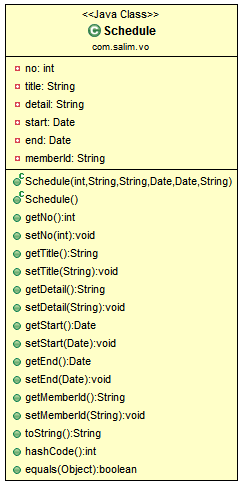 <<Java Class>>
Schedule
com.salim.vo
no: int
title: String
detail: String
start: Date
end: Date
memberId: String
Schedule(int,String,String,Date,Date,String)
Schedule()
getNo():int
setNo(int):void
getTitle():String
setTitle(String):void
getDetail():String
setDetail(String):void
getStart():Date
setStart(Date):void
getEnd():Date
setEnd(Date):void
getMemberId():String
setMemberId(String):void
toString():String
hashCode():int
equals(Object):boolean